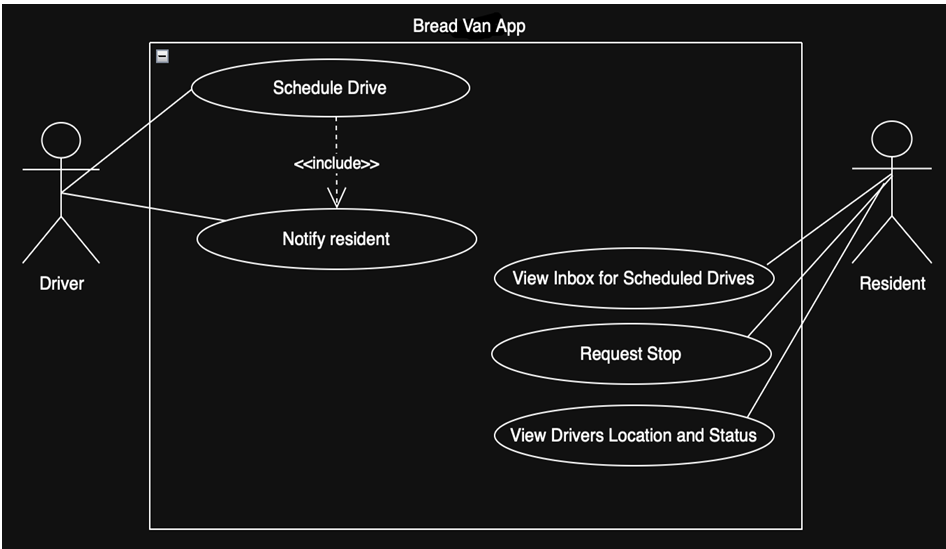 Bread Van App
Schedule Drive
<<include>>
Notify resident
Driver
View Inbox for Scheduled Drives
Resident
Request Stop
View Drivers Location and Status